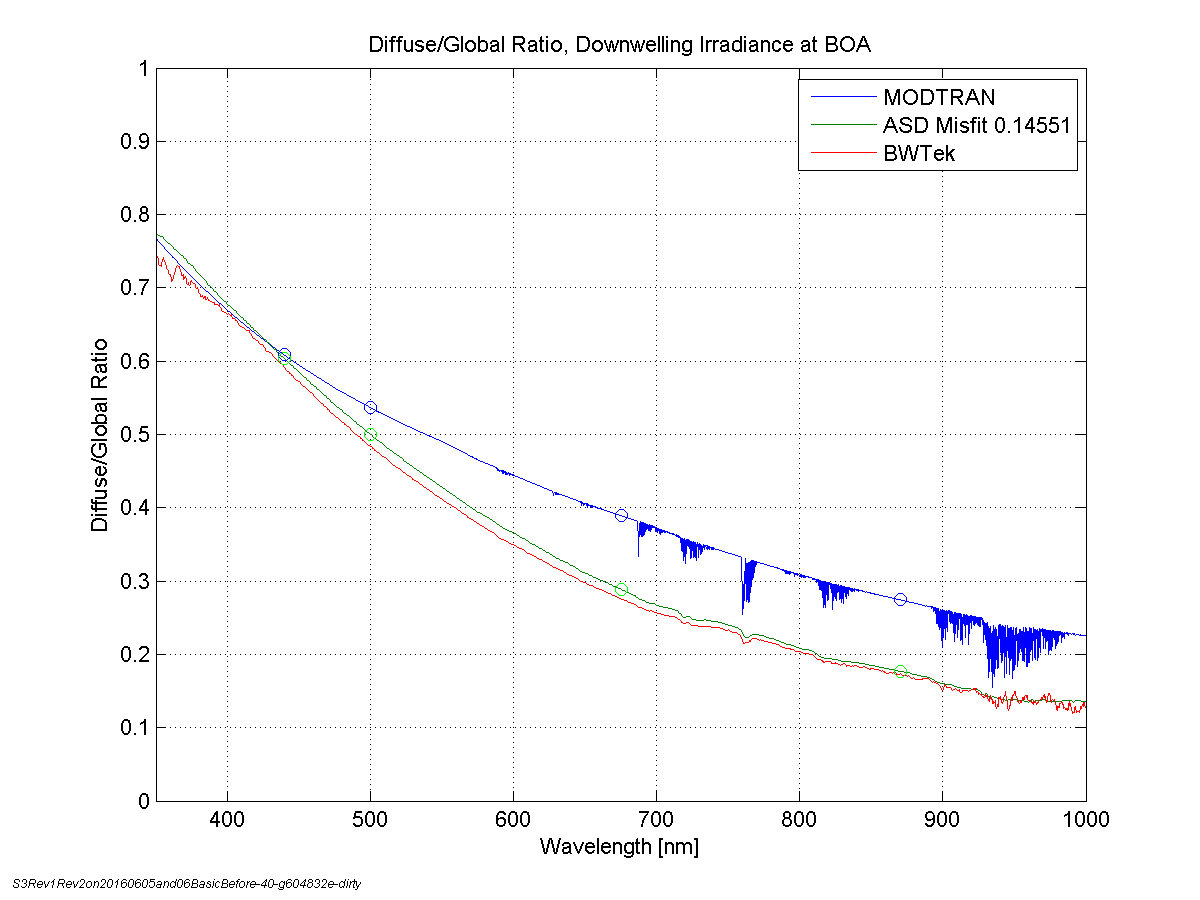 Diffuse/Global Ratio, Downwelling Irradiance at BOA
MODTRAN
ASD Misfit 0.14551
BWTek
1
0.9
0.8
0.7
0.6
0.5
0.4
0.3
0.2
0.1
0
Diffuse/Global Ratio
400
500
600
700
800
900
1000
Wavelength [nm]
S3Rev1Rev2on20160605and06BasicBefore-40-g604832e-dirty